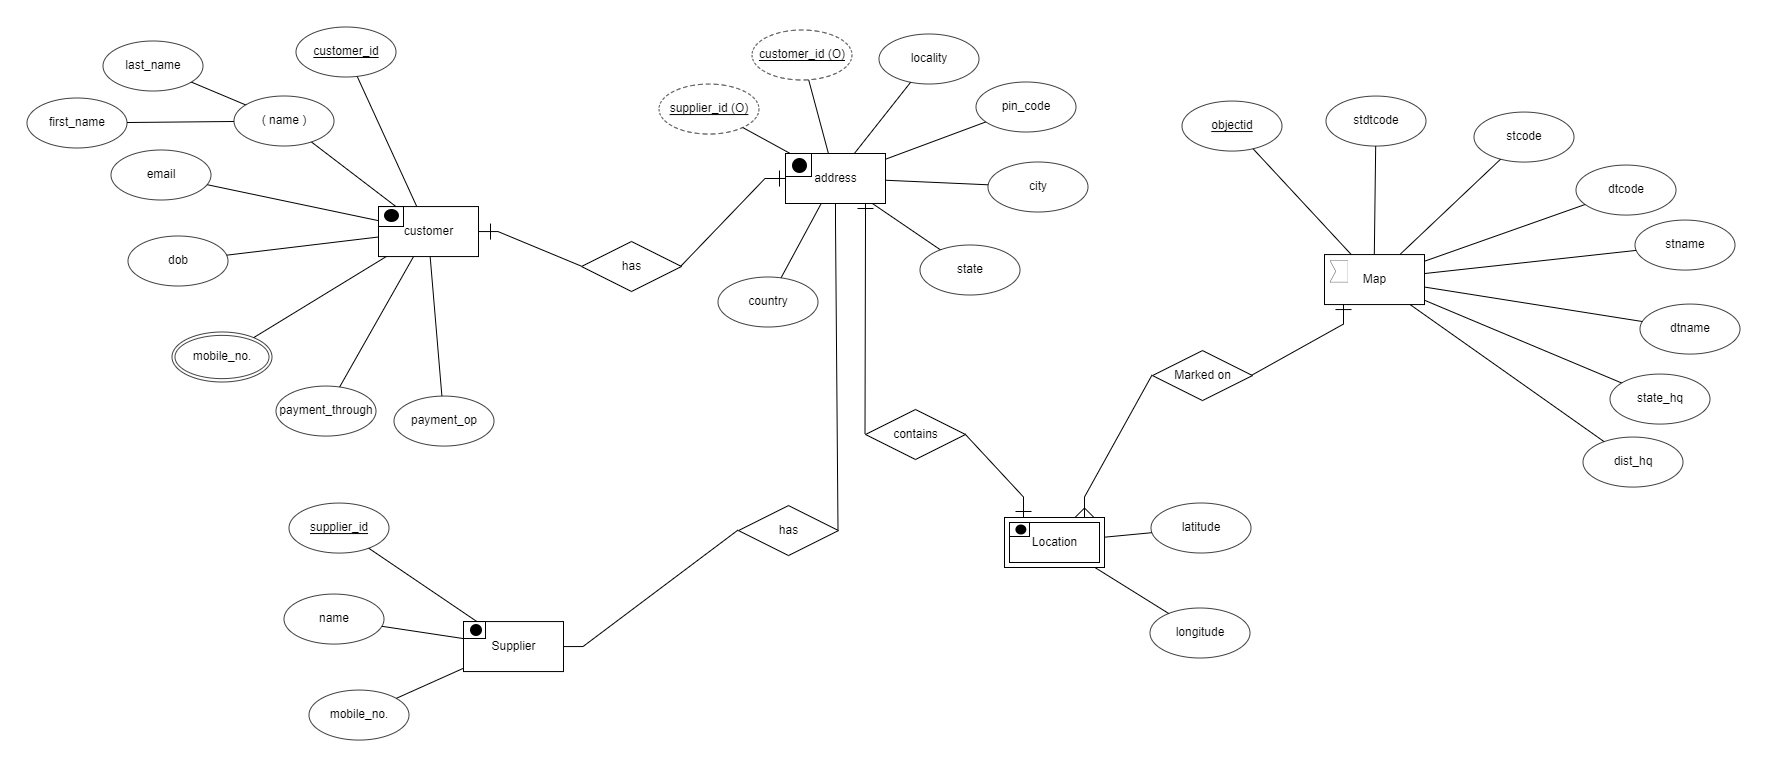 customer_id
last_name
( name )
first_name
email
customer
dob
mobile_no.
payment_through
payment_op
has
customer_id (O)
supplier_id (O)
locality
pin_code
address
city
state
country
contains
has
supplier_id
name
Supplier
mobile_no.
Location
latitude
longitude
Marked on
objectid
stdtcode
stcode
dtcode
stname
Map
dtname
state_hq
dist_hq